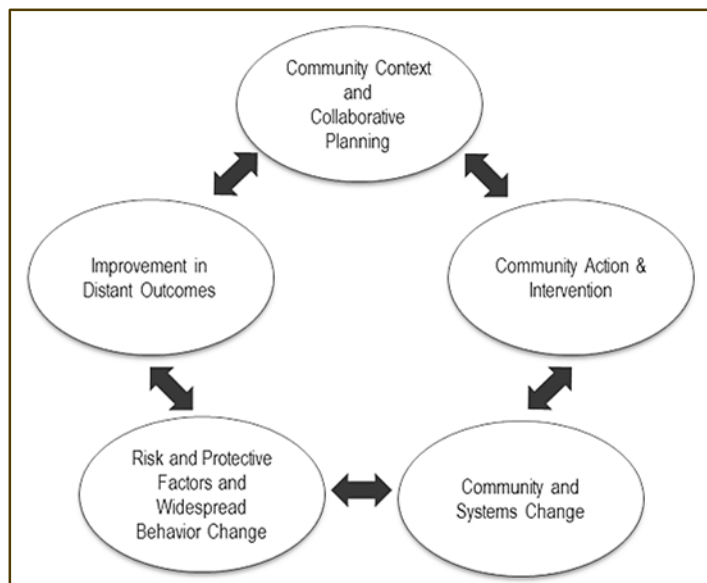 Community Context
and
Collaborative
Planning
Community Action &
Intervention
Community and
Systems Change
Risk and Protective
Factors and
Widespread
Behavior Change
Improvement in
Distant Outcomes